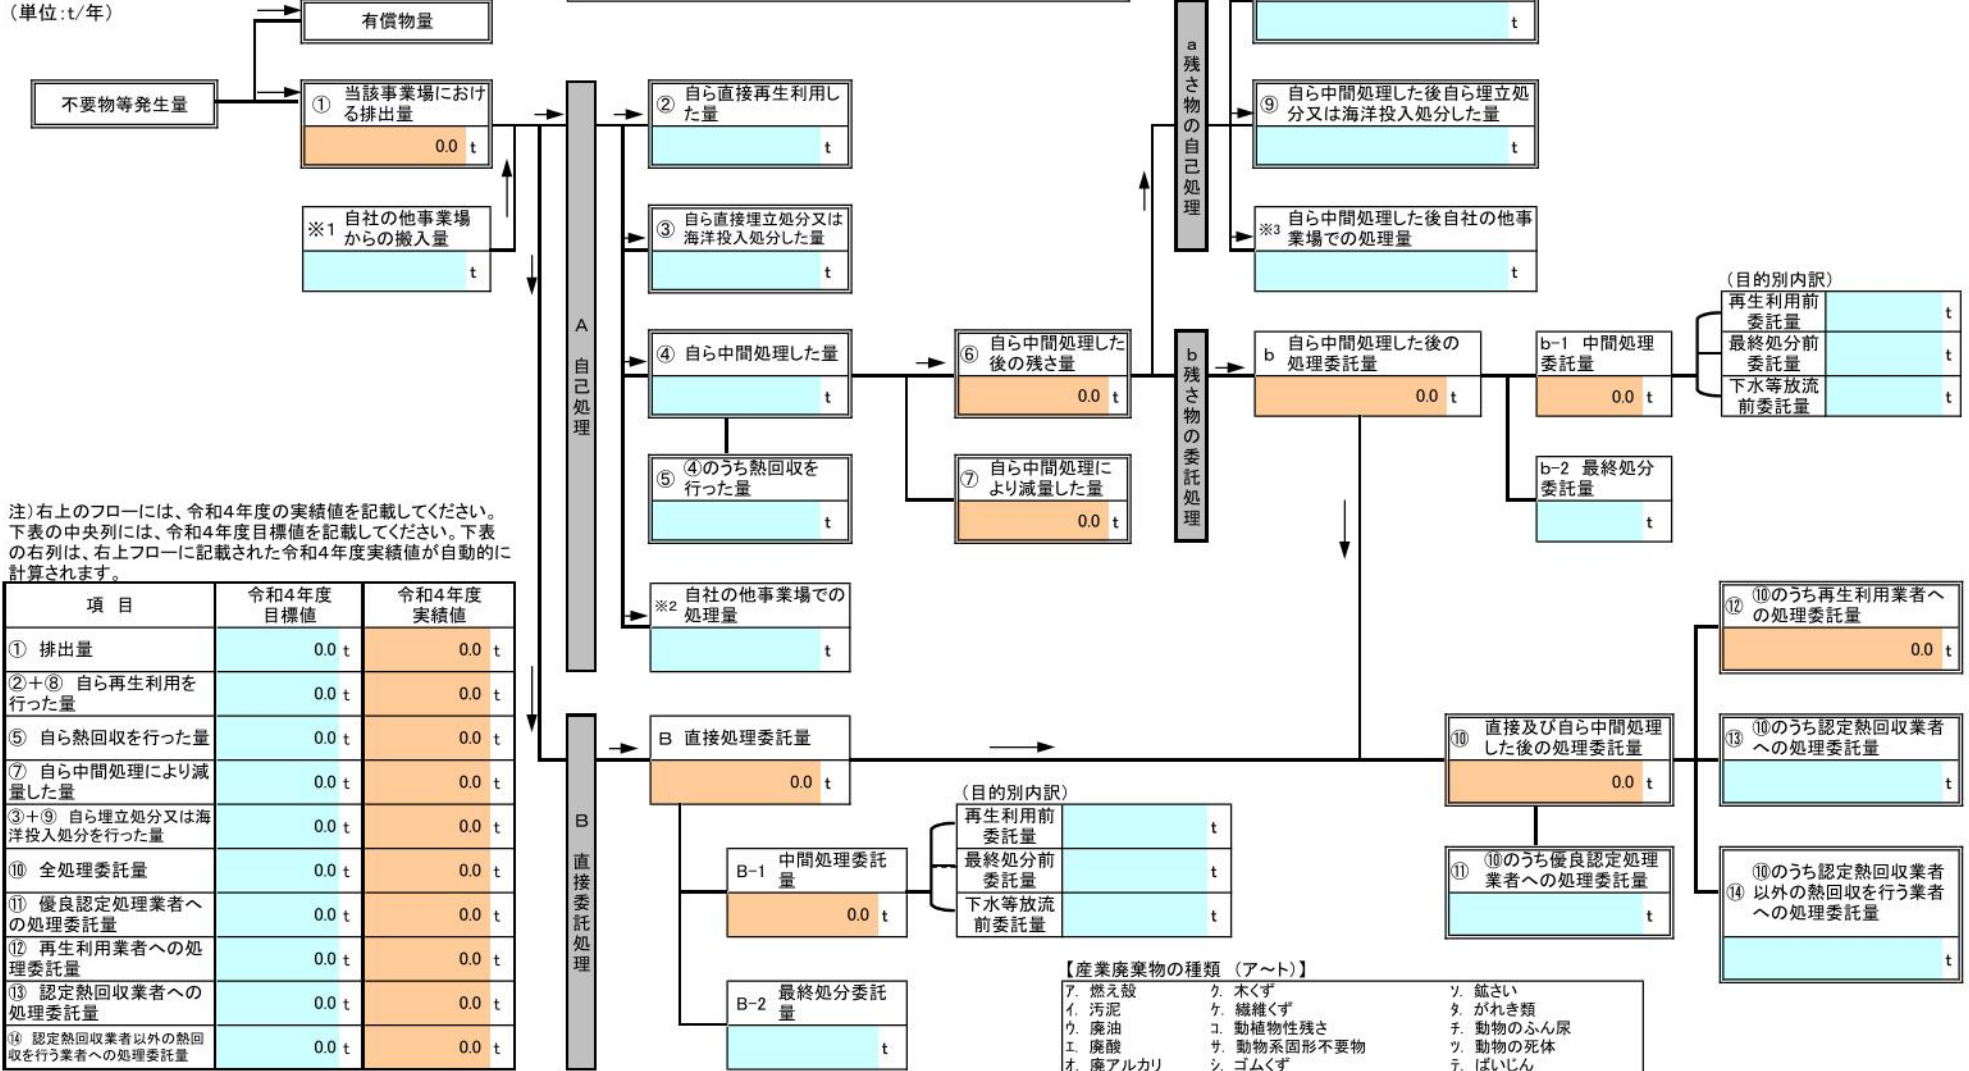 （単位:t/年）
有償物量
t
不要物等発生量
① 当該事業場におけ
る排出量
0.0 t
※1 自社の他事業場
からの搬入量
t
A 自己処理
② 自ら直接再生利用し
た量
t
③ 自ら直接埋立処分又は
海洋投入処分した量
t
④ 自ら中間処理した量
t
⑤ ④のうち熱回収を
行った量
t
※2 自社の他事業場での
処理量
t
⑥ 自ら中間処理した
後の残さ量
0.0 t
⑦ 自ら中間処理に
より減量した量
0.0 t
a 残さ物の自己処理
⑨ 自ら中間処理した後自ら埋立処
分又は海洋投入処分した量
t
※3 自ら中間処理した後自社の他事
業場での処理量
t
b 残さ物の委託処理
b 自ら中間処理した後の
処理委託量
0.0 t
b-1 中間処理
委託量
0.0 t
b-2 最終処分
委託量
t
（目的別内訳）
再生利用前
委託量
t
最終処分前
委託量
t
下水等放流
前委託量
t
注）右上のフローには、令和4年度の実績値を記載してください。
下表の中央列には、令和4年度目標値を記載してください。下表
の右列は、右上フローに記載された令和4年度実績値が自動的に
計算されます。
項 目
令和4年度
目標値
令和4年度
実績値
① 排出量 0.0 t 0.0 t
②＋⑧ 自ら再生利用を
行った量 0.0 t 0.0 t
⑤ 自ら熱回収を行った量 0.0 t 0.0 t
⑦ 自ら中間処理により減
量した量 0.0 t 0.0 t
③＋⑨ 自ら埋立処分又は海
洋投入処分を行った量 0.0 t 0.0 t
⑩ 全処理委託量 0.0 t 0.0 t
⑪ 優良認定処理業者へ
の処理委託量 0.0 t 0.0 t
⑫ 再生利用業者への処
理委託量 0.0 t 0.0 t
⑬ 認定熱回収業者への
処理委託量 0.0 t 0.0 t
⑭ 認定熱回収業者以外の熱回
収を行う業者への処理委託量 0.0 t 0.0 t
B 直接委託処理
B 直接処理委託量
0.0 t
B-1 中間処理委託
量
0.0 t
B-2 最終処分委託
量
t
（目的別内訳）
再生利用前
委託量
t
最終処分前
委託量
t
下水等放流
前委託量
t
⑩ 直接及び自ら中間処理
した後の処理委託量
0.0 t
⑪ ⑩のうち優良認定処理
業者への処理委託量
t
⑫ ⑩のうち再生利用業者へ
の処理委託量
0.0 t
⑬ ⑩のうち認定熱回収業者
への処理委託量
t
⑭ ⑩のうち認定熱回収業者
以外の熱回収を行う業者
への処理委託量
t
【産業廃棄物の種類 （ア～ト）】
ア. 燃え殻 ク. 木くず ソ. 鉱さい
イ. 汚泥 ケ. 繊維くず タ. がれき類
ウ. 廃油 コ. 動植物性残さ チ. 動物のふん尿
エ. 廃酸 サ. 動物系固形不要物 ツ. 動物の死体
オ. 廃アルカリ シ. ゴムくず テ. ばいじん